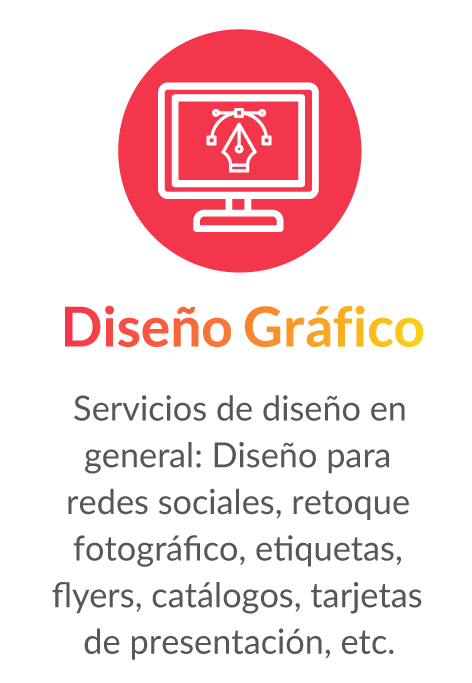 Diseño Gráfico
Servicios de diseño en
general: Diseño para
redes sociales, retoque
fotográfico, etiquetas,
flyers, catálogos, tarjetas
de presentación, etc.